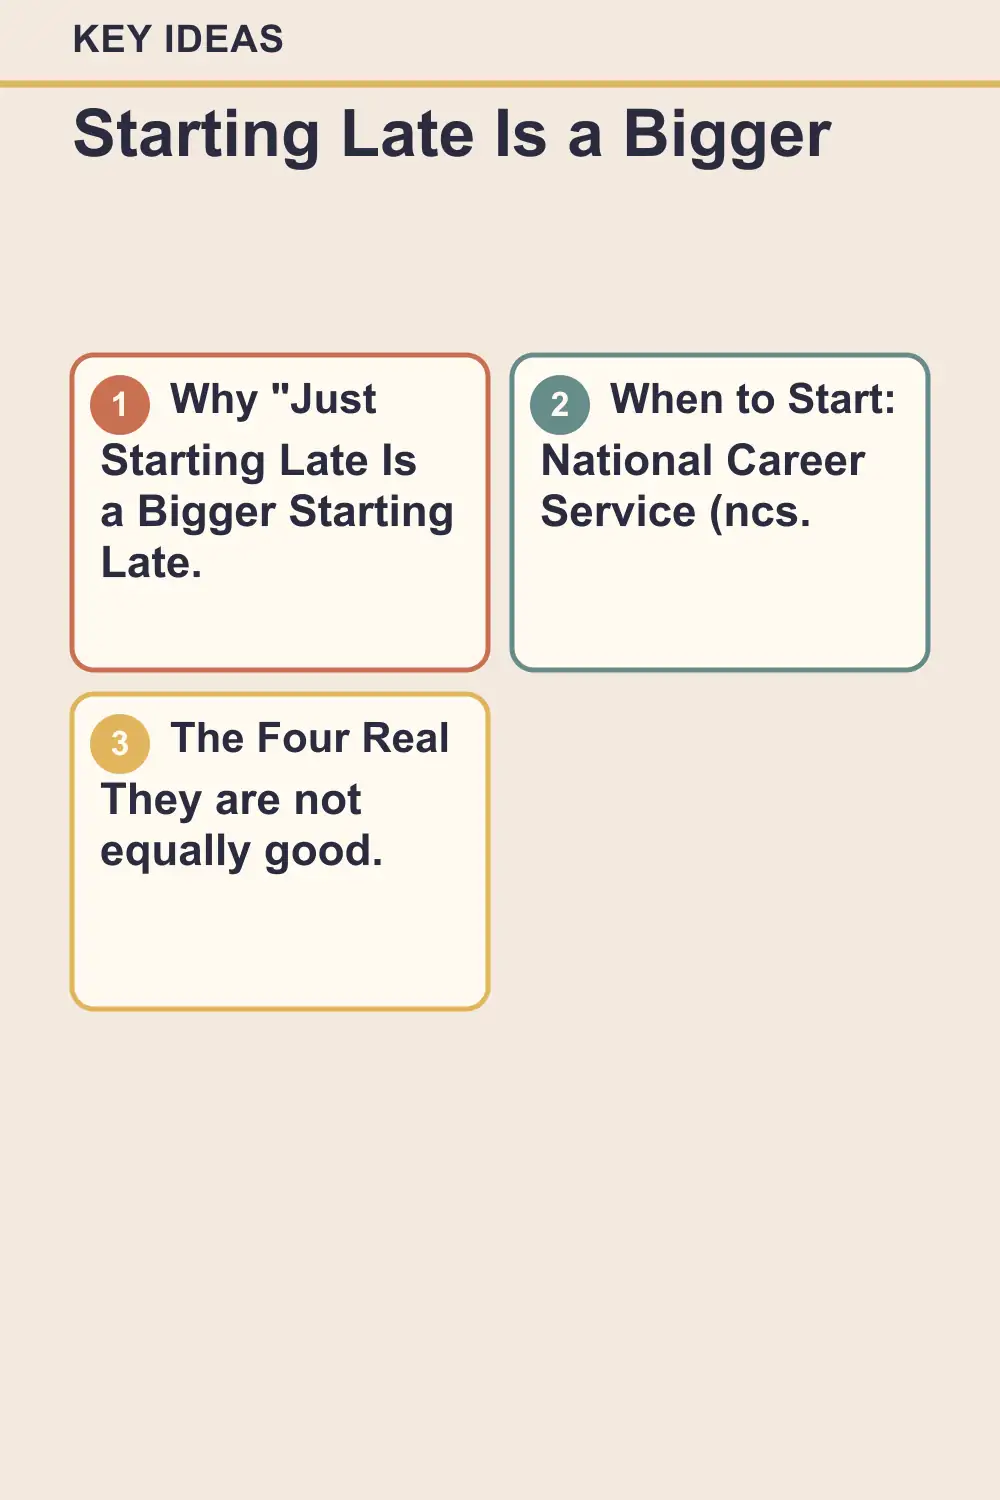 KEY IDEAS
Starting Late Is a Bigger
1 Why "Just
Starting Late Is
a Bigger Starting
Late.
2 When to Start:
National Career
Service (ncs.
3 The Four Real
They are not
equally good.